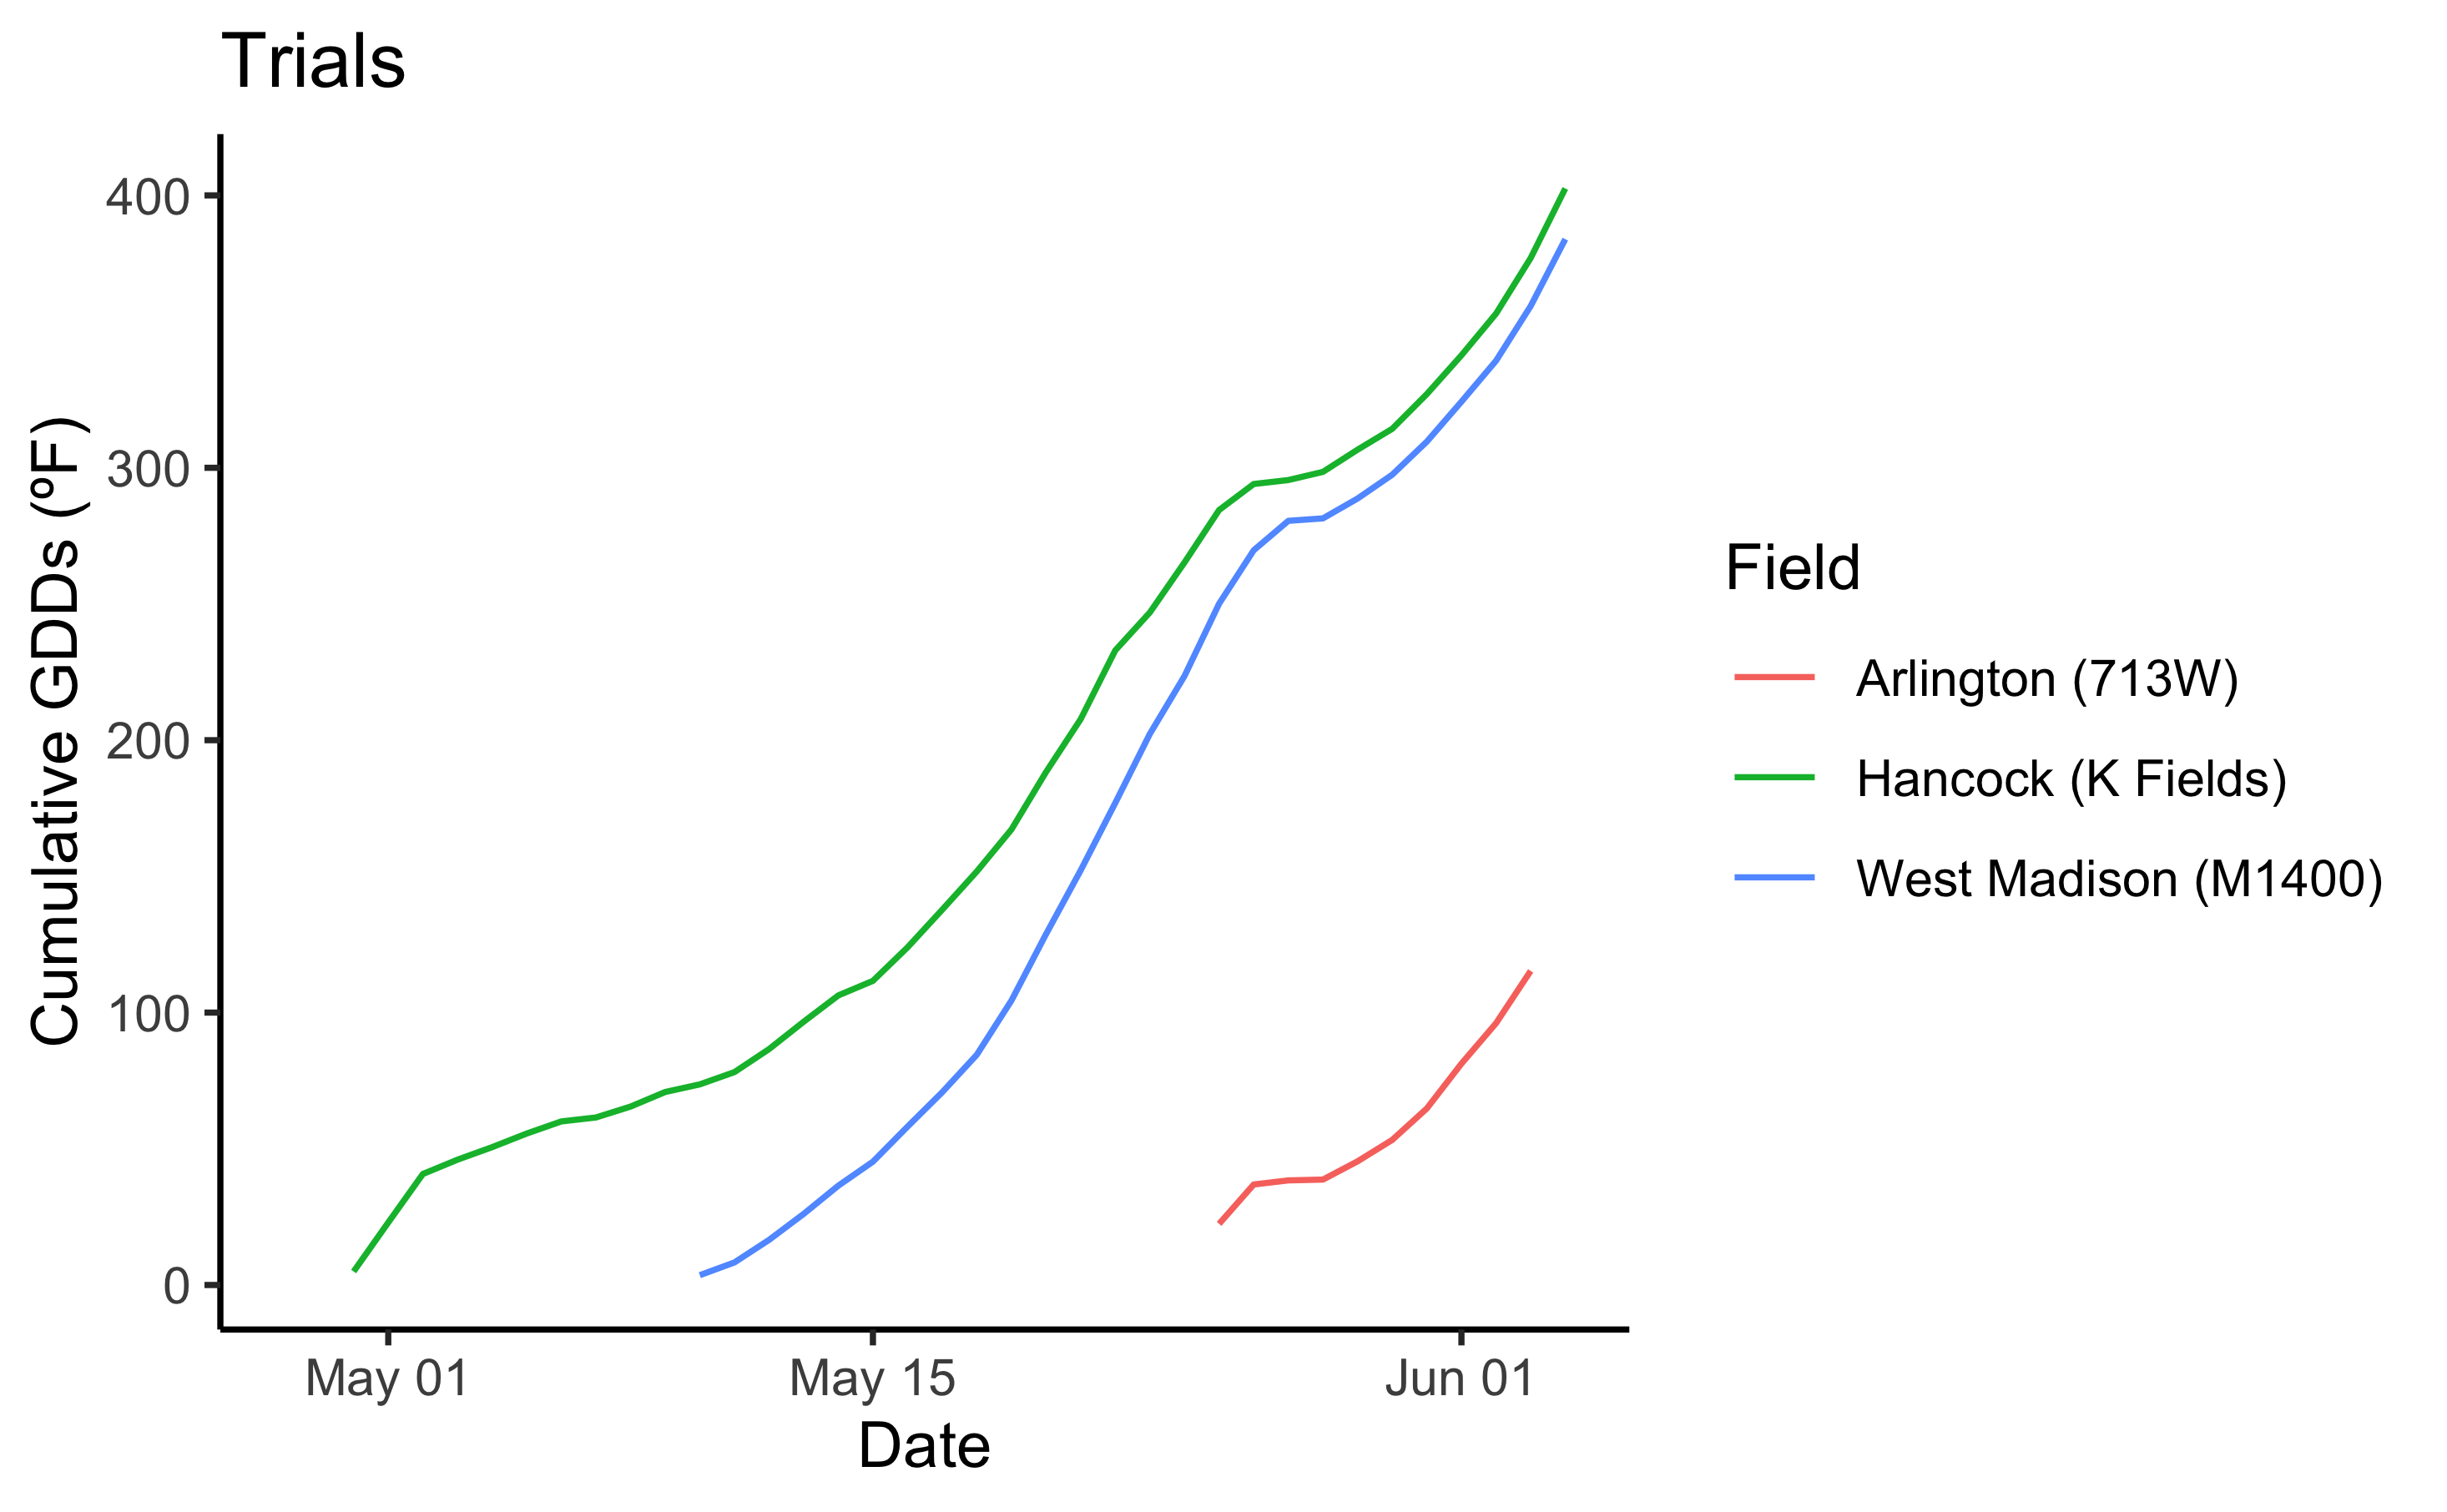 Trials
Cumulative GDDs (ºF)
400
300
200
100
0
May 01
May 15
Jun 01
Date
Field
Arlington (713W)
Hancock (K Fields)
West Madison (M1400)